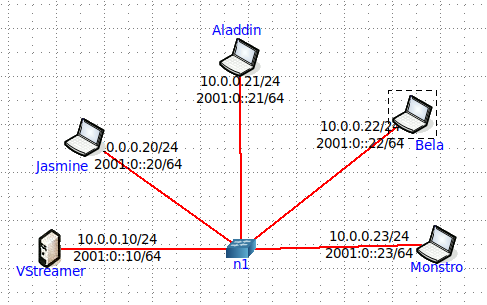 Aladdin
10.0.0.21/24
2001:0::21/64
10.0.0.22/24
2001:0::22/64
Bela
0.0.0.20/24
2001:0::20/64
Jasmine
10.0.0.10/24
2001:0::10/64
VStreamer
n1
10.0.0.23/24
2001:0::23/64
Monstro